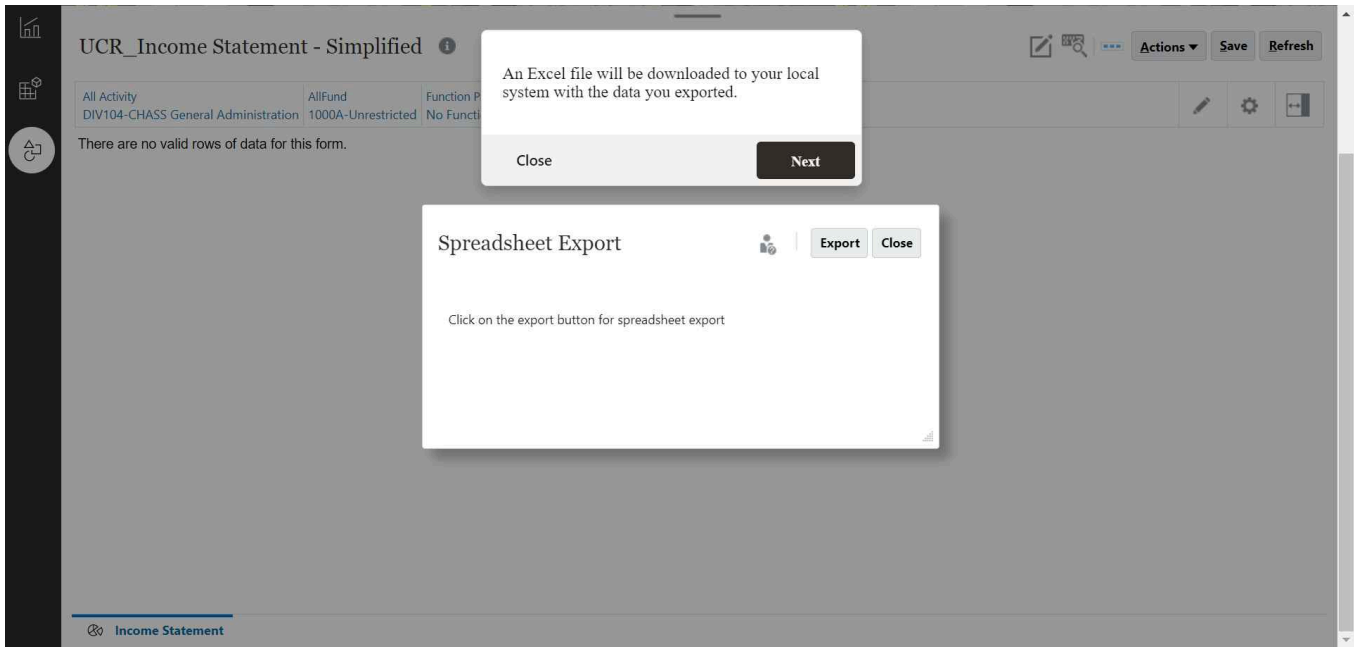 UCR_Income Statement - Simplified
Actions Save Refresh
An Excel file will be downloaded to your local
system with the data you exported.
Close Next
All Activity AllFund Function P
DIV104-CHASS General Administration 1000A-Unrestricted No Functi
There are no valid rows of data for this form.
Spreadsheet Export
Export Close
Click on the export button for spreadsheet export
Income Statement